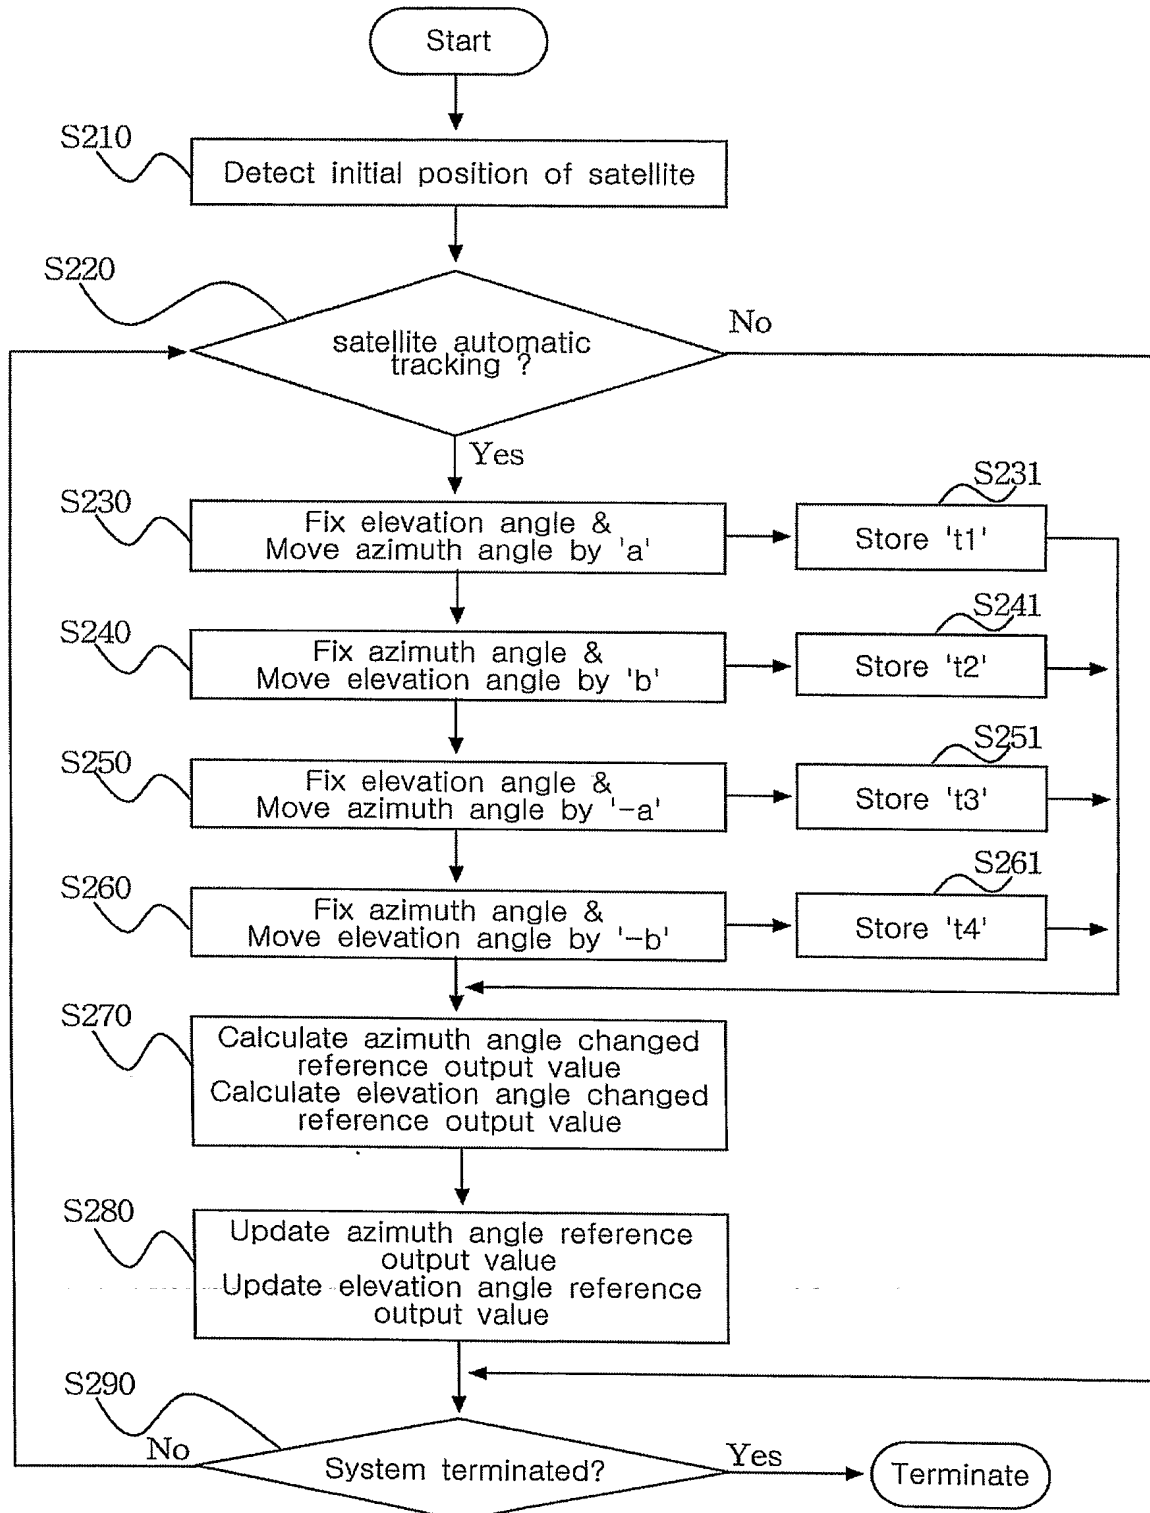 Start
S210
Detect initial position of satellite
S220
No
satellite automatic
tracking ?
Yes
S230
Fix elevation angle &
Move azimuth angle by 'a'
S231
Store 't1'
S240
Fix azimuth angle &
Move elevation angle by 'b'
S241
Store 't2'
S250
Fix elevation angle &
Move azimuth angle by '-a'
S251
Store 't3'
S260
Fix azimuth angle &
Move elevation angle by '-b'
S261
Store 't4'
S270
Calculate azimuth angle changed
reference output value
Calculate elevation angle changed
reference output value
S280
Update azimuth angle reference
output value
Update elevation angle reference
output value
S290
No
System terminated?
Yes
Terminate